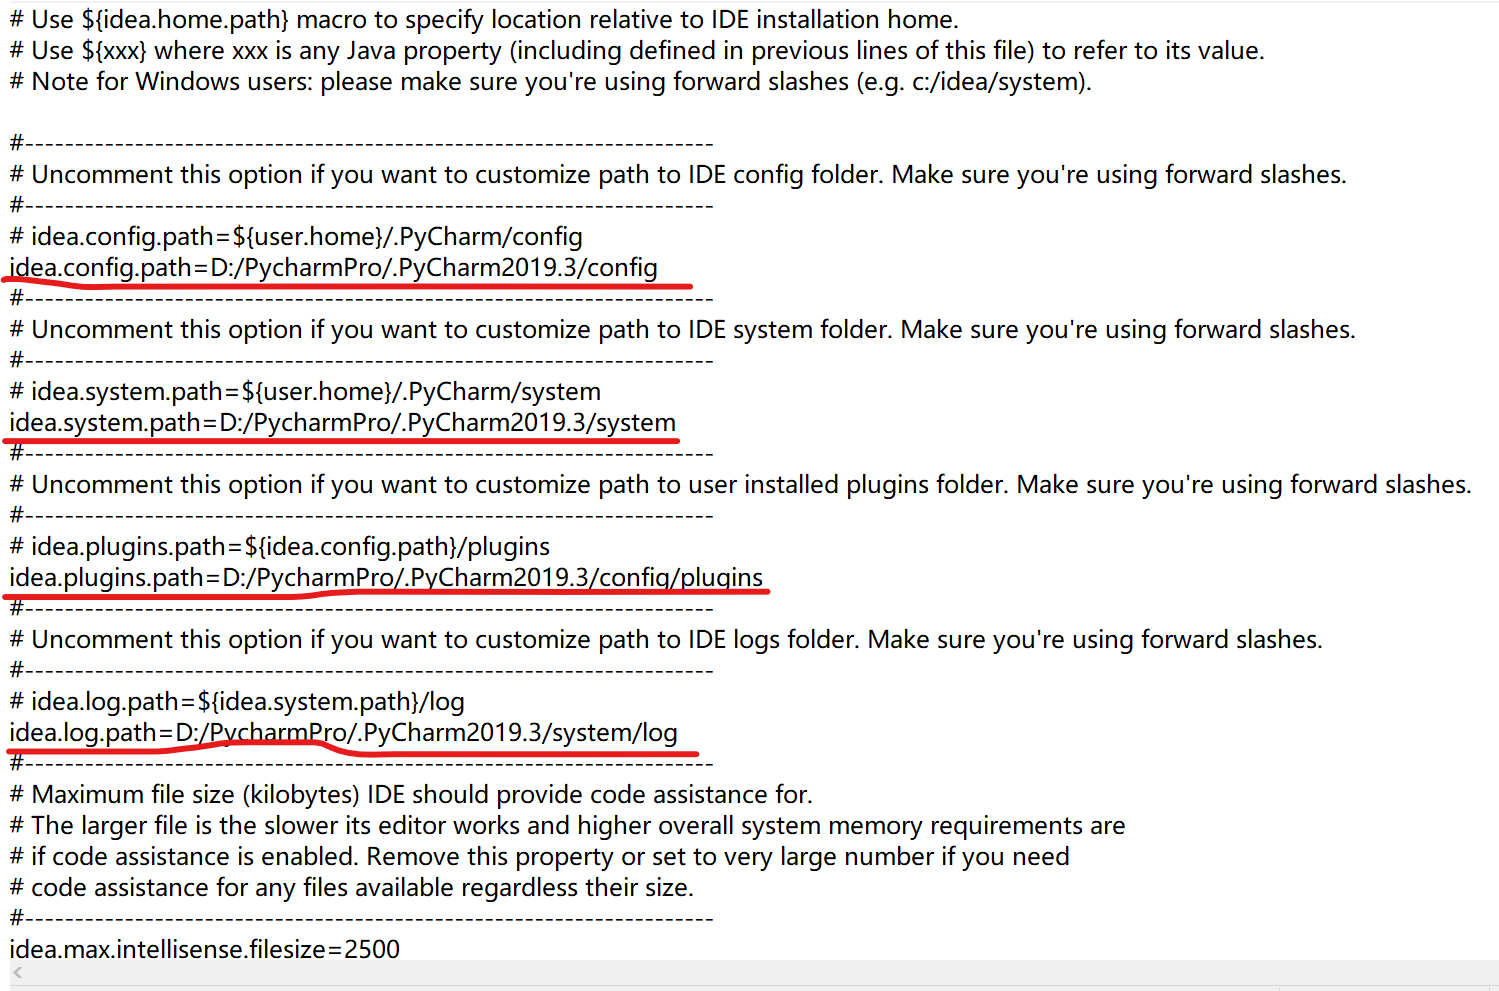 # Use ${idea.home.path} macro to specify location relative to IDE installation home.
# Use ${xxx} where xxx is any Java property (including defined in previous lines of this file) to refer to its value.
# Note for Windows users: please make sure you're using forward slashes (e.g. c:/idea/system).
#---------------------------------------------------------------------
# Uncomment this option if you want to customize path to IDE config folder. Make sure you're using forward slashes.
#---------------------------------------------------------------------
# idea.config.path=${user.home}/.PyCharm/config
idea.config.path=D:/PycharmPro/.PyCharm2019.3/config
#---------------------------------------------------------------------
# Uncomment this option if you want to customize path to IDE system folder. Make sure you're using forward slashes.
#---------------------------------------------------------------------
# idea.system.path=${user.home}/.PyCharm/system
idea.system.path=D:/PycharmPro/.PyCharm2019.3/system
#---------------------------------------------------------------------
# Uncomment this option if you want to customize path to user installed plugins folder. Make sure you're using forward slashes.
#---------------------------------------------------------------------
# idea.plugins.path=${idea.config.path}/plugins
idea.plugins.path=D:/PycharmPro/.PyCharm2019.3/config/plugins
#---------------------------------------------------------------------
# Uncomment this option if you want to customize path to IDE logs folder. Make sure you're using forward slashes.
#---------------------------------------------------------------------
# idea.log.path=${idea.system.path}/log
idea.log.path=D:/PycharmPro/.PyCharm2019.3/system/log
#---------------------------------------------------------------------
# Maximum file size (kilobytes) IDE should provide code assistance for.
# The larger file is the slower its editor works and higher overall system memory requirements are
# if code assistance is enabled. Remove this property or set to very large number if you need
# code assistance for any files available regardless their size.
#---------------------------------------------------------------------
idea.max.intellisense.filesize=2500